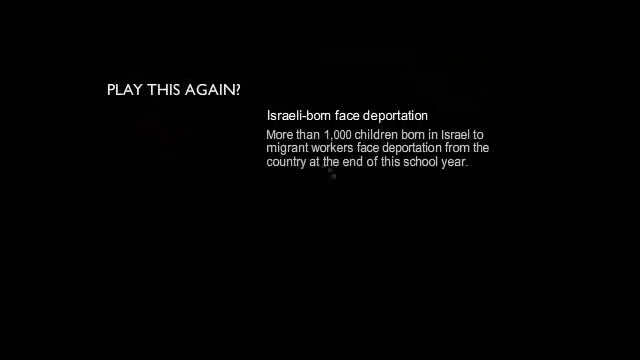 PLAY THIS AGAIN?
Israeli-born face deportation
More than 1,000 children born in Israel to
migrant workers face deportation from the
country at the end of this school year.